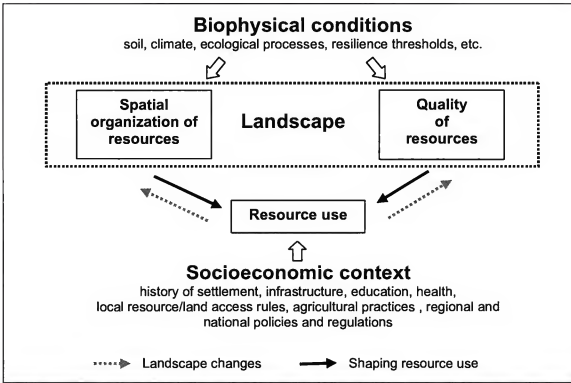 Biophysical conditions
soil, climate, ecological processes, resilience thresholds, etc.
Spatial
organization of
resources
Landscape
Quality
of
resources
Resource use
Socioeconomic context
history of settlement, infrastructure, education, health,
local resource/land access rules, agricultural practices , regional and
national policies and regulations
Landscape changes
Shaping resource use